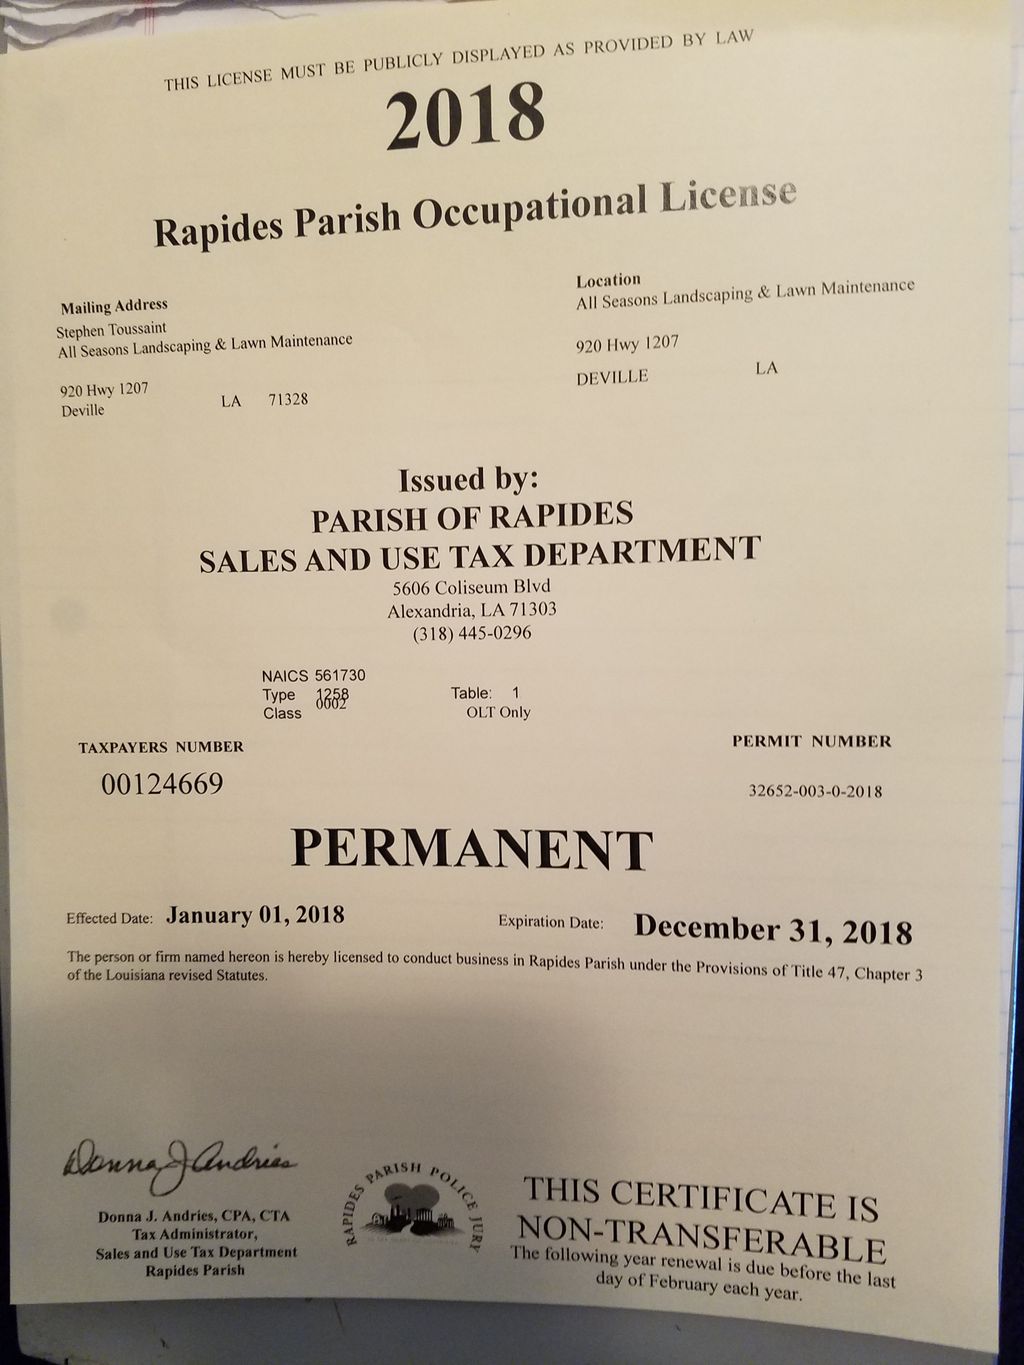 THIS LICENSE MUST BE PUBLICLY DISPLAYED AS PROVIDED BY LAW
2018
Rapides Parish Occupational License
Mailing Address
Stephen Toussaint
All Seasons Landscaping & Lawn Maintenance
920 Hwy 1207
Deville LA 71328
Location
All Seasons Landscaping & Lawn Maintenance
920 Hwy 1207
DEVILLE LA
Issued by:
PARISH OF RAPIDES
SALES AND USE TAX DEPARTMENT
5606 Coliseum Blvd
Alexandria, LA 71303
(318) 445-0296
NAICS 561730
Type 1258
0002
Class
Table: 1
OLT Only
TAXPAYERS NUMBER
00124669
PERMIT NUMBER
32652-003-0-2018
PERMANENT
Effected Date: January 01, 2018
Expiration Date: December 31, 2018
The person or firm named hereon is hereby licensed to conduct business in Rapides Parish under the Provisions of Title 47, Chapter 3
of the Louisiana revised Statutes.
Donna J Andries
Donna J. Andries, CPA, CTA
Tax Administrator,
Sales and Use Tax Department
Rapides Parish
RAPIDES PARISH POLICE JURY
THIS CERTIFICATE IS
NON-TRANSFERABLE
The following year renewal is due before the last
day of February each year.